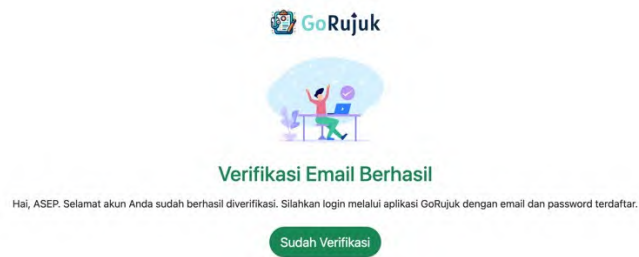 GoRujuk
Verifikasi Email Berhasil
Hai, ASEP. Selamat akun Anda sudah berhasil diverifikasi. Silahkan login melalui aplikasi GoRujuk dengan email dan password terdaftar.
Sudah Verifikasi